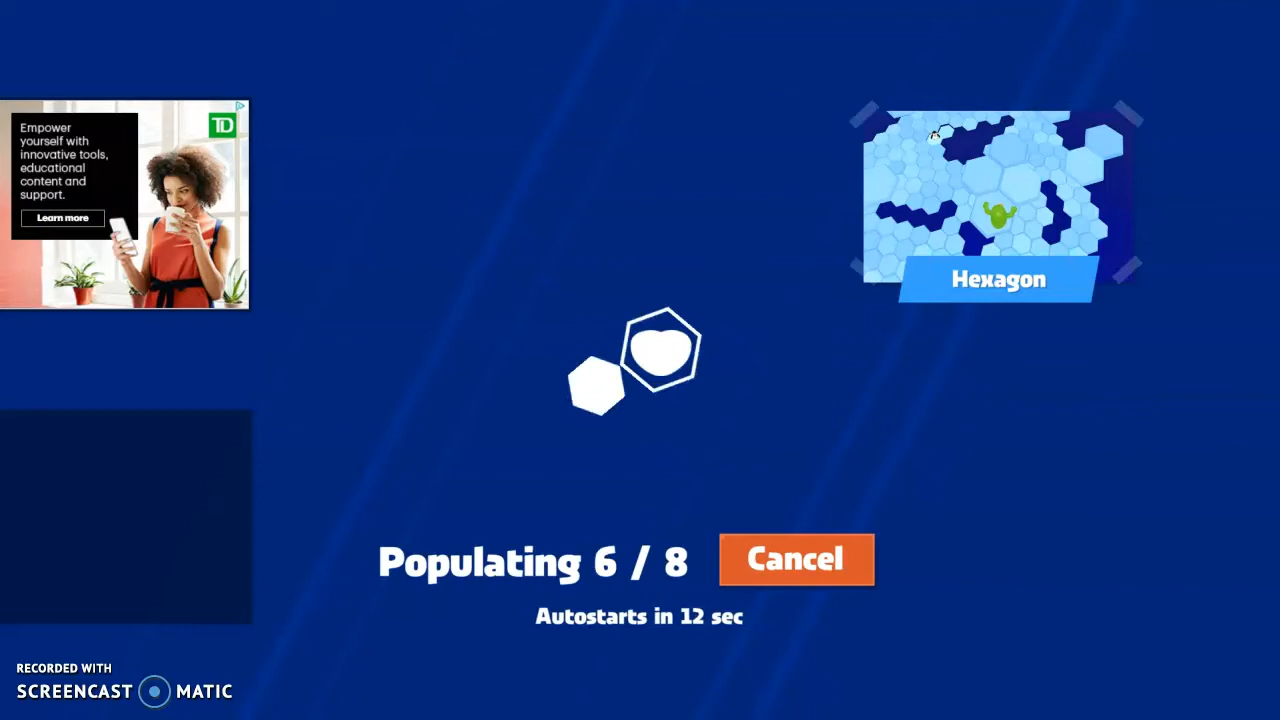 Empower
yourself with
innovative tools,
educational
content and
support.
Learn more
TD
Hexagon
Populating 6 / 8
Cancel
Autostarts in 12 sec
RECORDED WITH
SCREENCAST MATIC